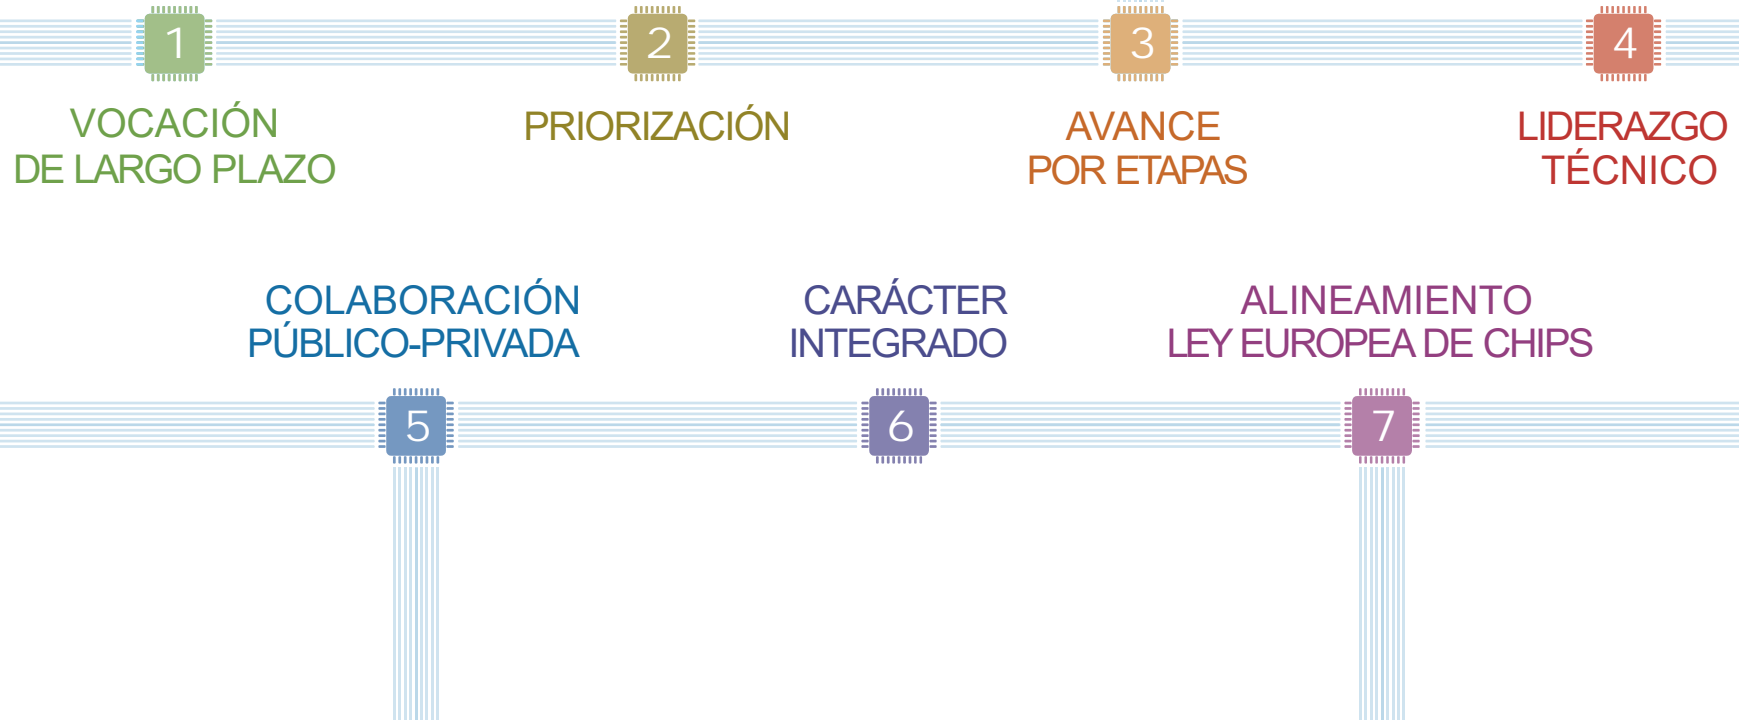 1
2
3
4
VOCACIÓN
DE LARGO PLAZO
PRIORIZACIÓN
AVANCE
POR ETAPAS
LIDERAZGO
TÉCNICO
COLABORACIÓN
PÚBLICO-PRIVADA
CARÁCTER
INTEGRADO
ALINEAMIENTO
LEY EUROPEA DE CHIPS
5
6
7